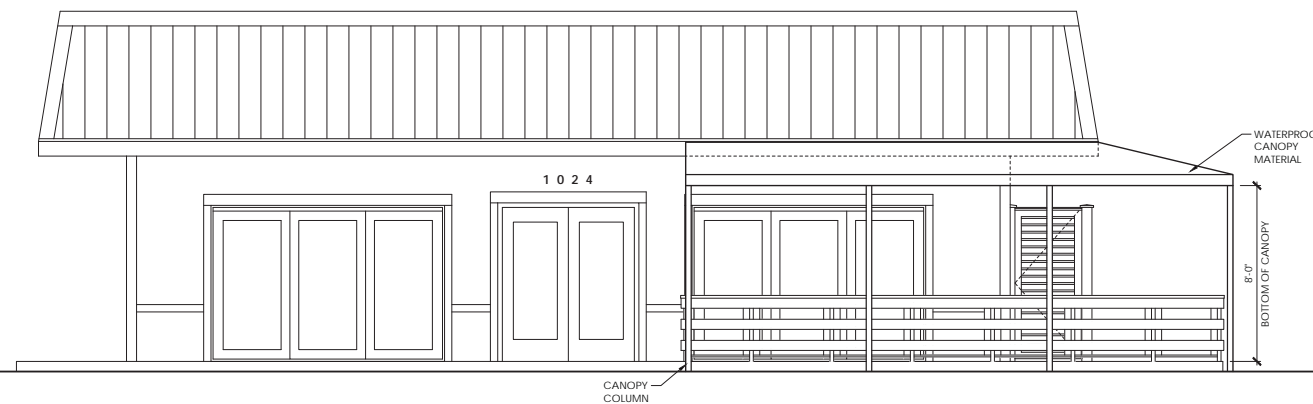 1024
WATERPROO
CANOPY
MATERIAL
8'-0"
BOTTOM OF CANOPY
CANOPY
COLUMN